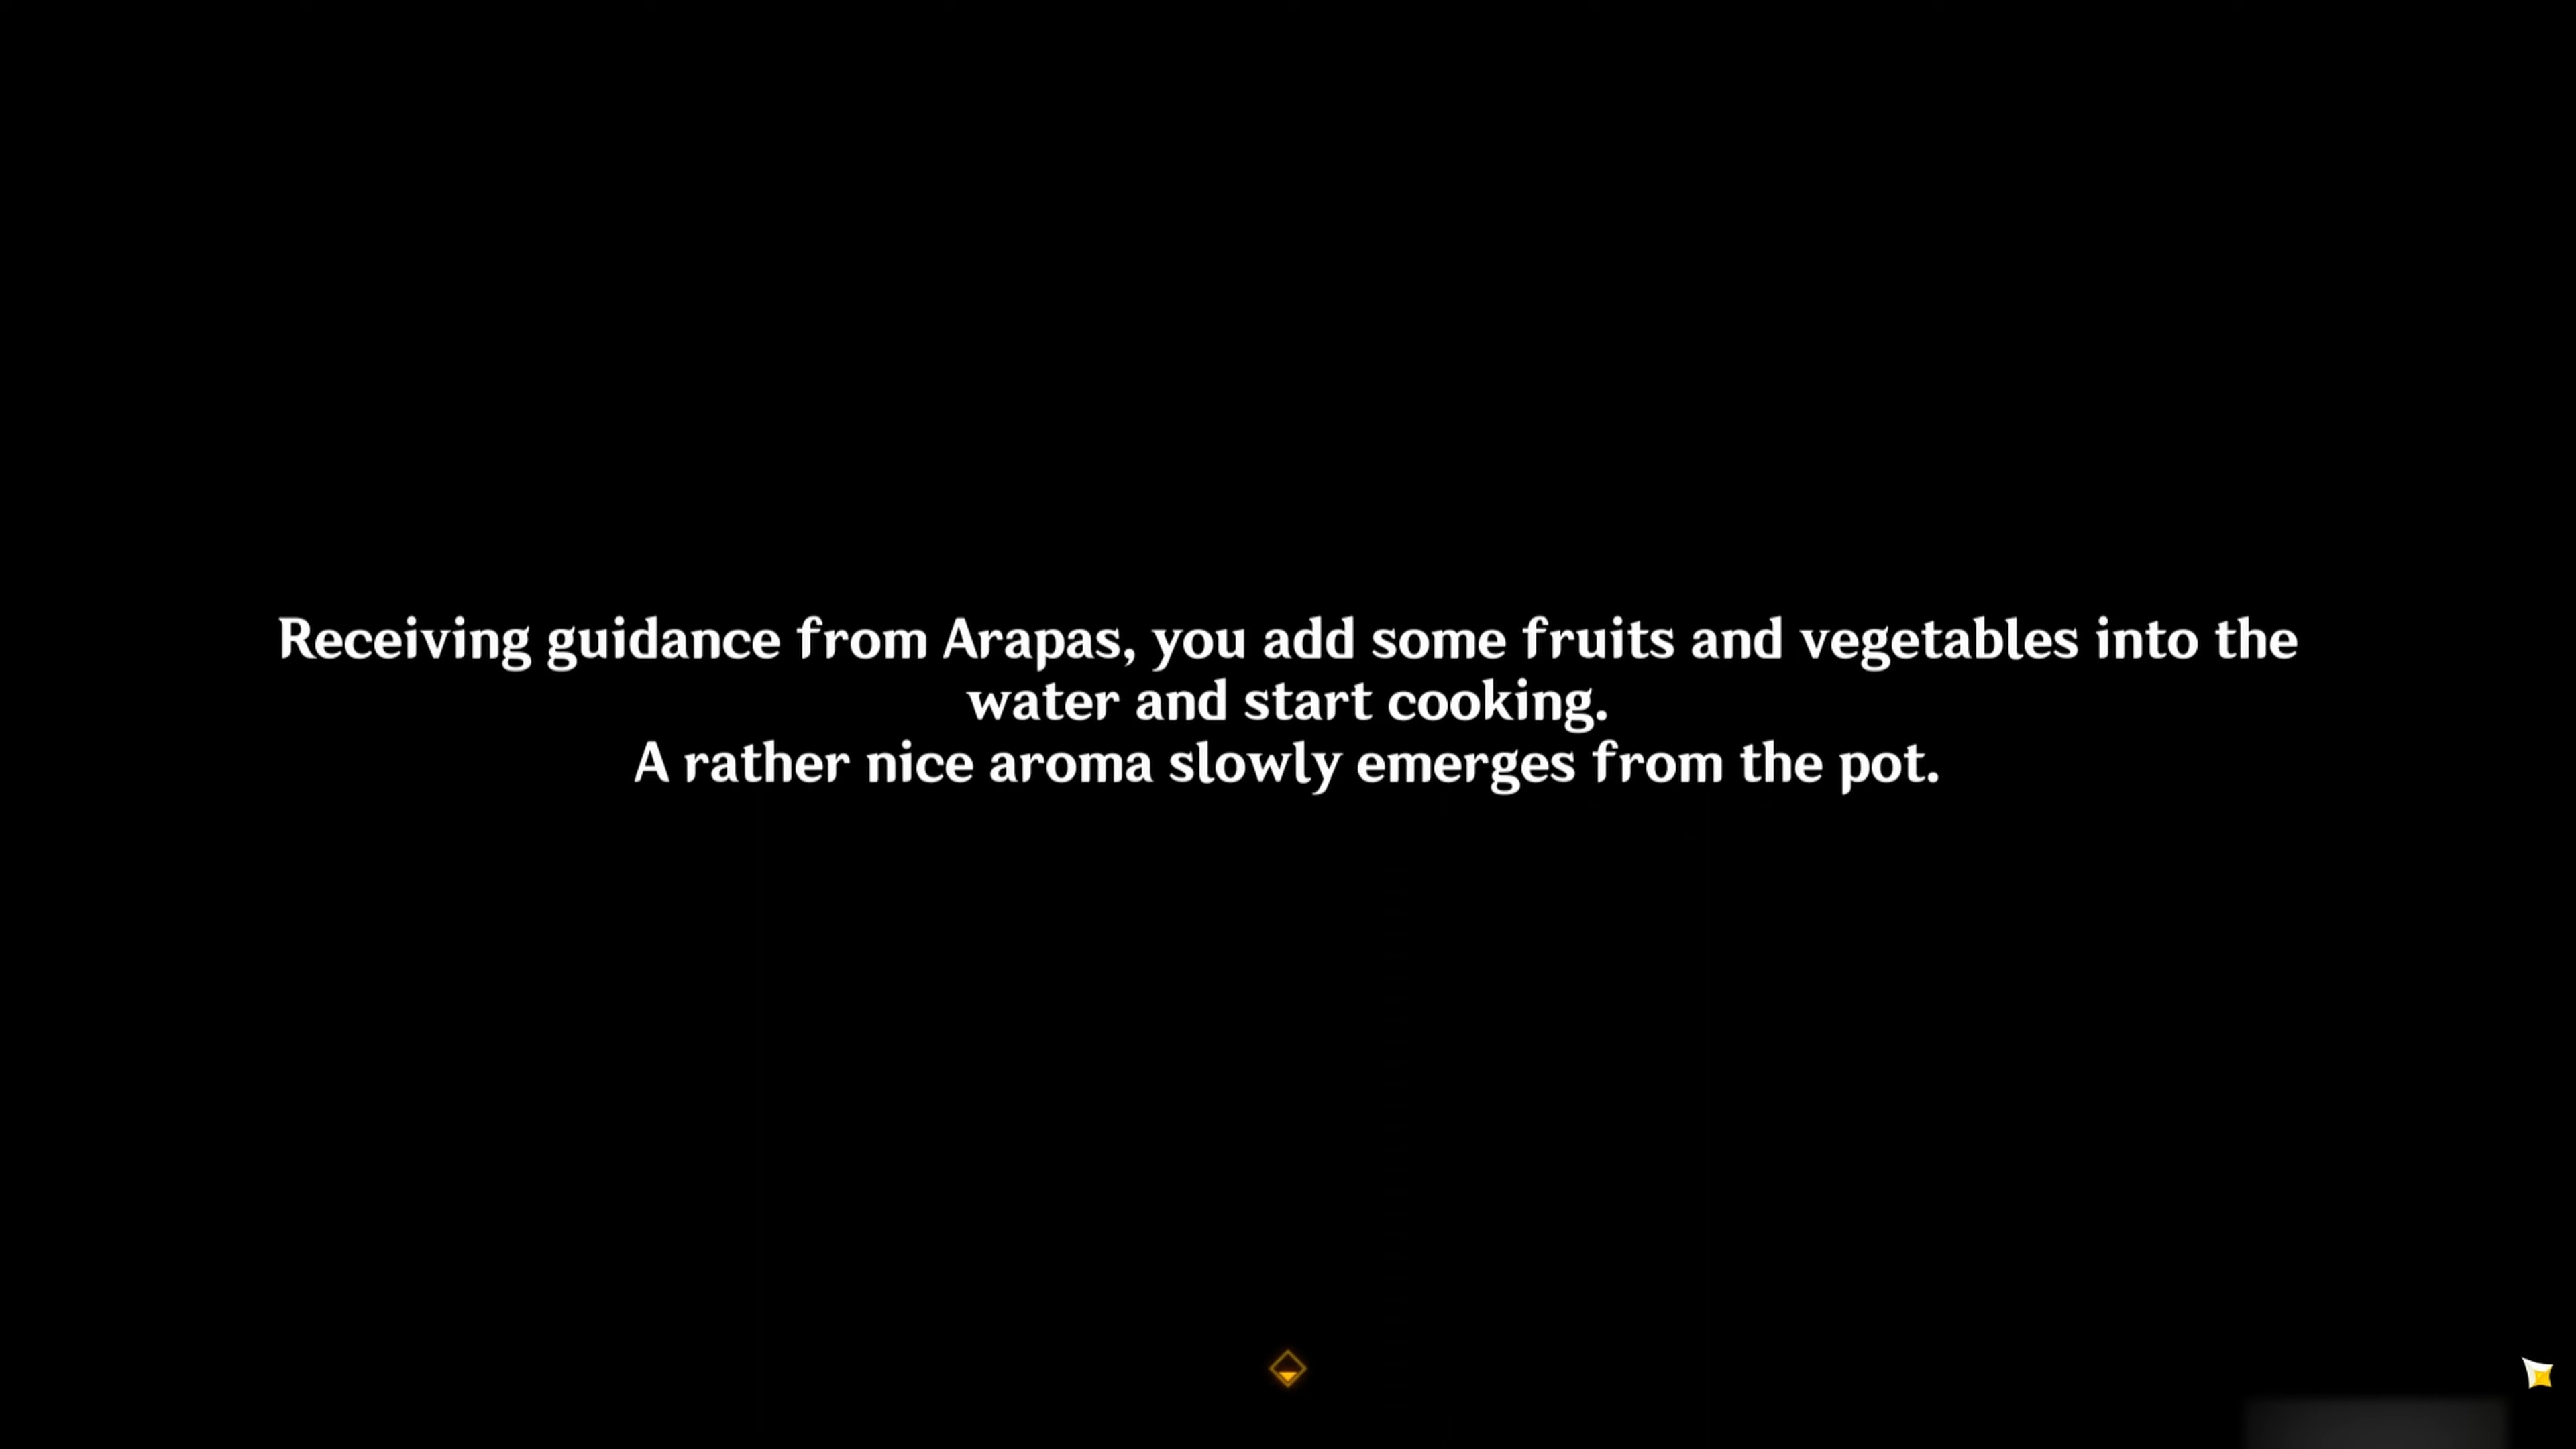 Receiving guidance from Arapas, you add some fruits and vegetables into the
water and start cooking.
A rather nice aroma slowly emerges from the pot.